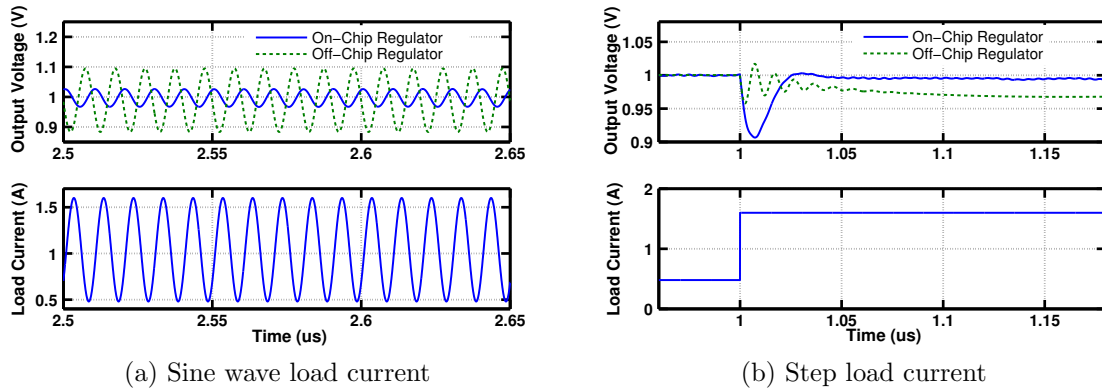 Output Voltage (V)
1.2
1.1
1
0.9
On-Chip Regulator
Off-Chip Regulator
2.5
2.55
2.6
2.65
Load Current (A)
1.5
1
0.5
2.5
2.55
2.6
2.65
Time (us)
(a) Sine wave load current
Output Voltage (V)
1.05
1
0.95
0.9
On-Chip Regulator
Off-Chip Regulator
1
1.05
1.1
1.15
Load Current (A)
2
1
0
1
1.05
1.1
1.15
Time (us)
(b) Step load current